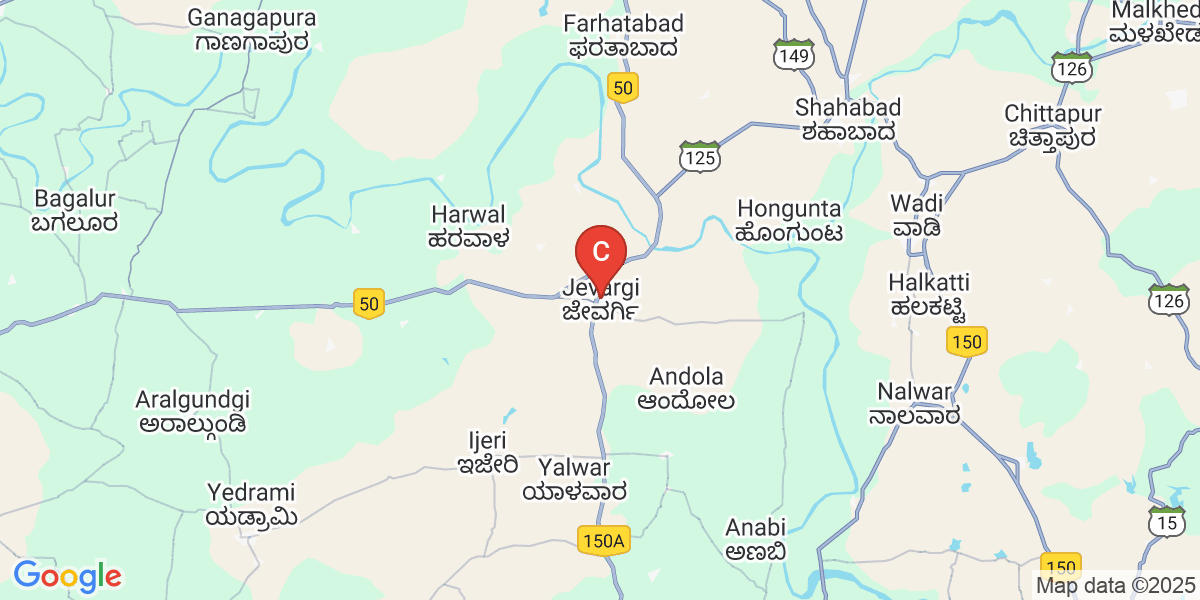 Ganagapura
ಗಾಣಗಾಪುರ
Farhatabad
ಫರತಾಬಾದ
Malkhed
ಮಳಖೇಡ
149
126
50
Shahabad
ಶಹಾಬಾದ
Chittapur
ಚಿತ್ತಾಪುರ
125
Bagalur
ಬಗಲೂರ
Harwal
ಹರವಾಳ
Hongunta
ಹೊಂಗುಂಟ
Wadi
ವಾಡಿ
C
Jewargi
ಜೇವರ್ಗಿ
Halkatti
ಹಲಕಟ್ಟಿ
50
126
150
Andola
ಆಂದೋಲ
Nalwar
ನಾಲವಾರ
Aralgundgi
ಅರಾಲ್ಗುಂಡಿ
Ijeri
ಇಜೇರಿ
Yalwar
ಯಾಳವಾರ
Yedrami
ಯಡ್ರಾಮಿ
Anabi
ಅಣಬಿ
15
150A
150
Google
Map data ©2025